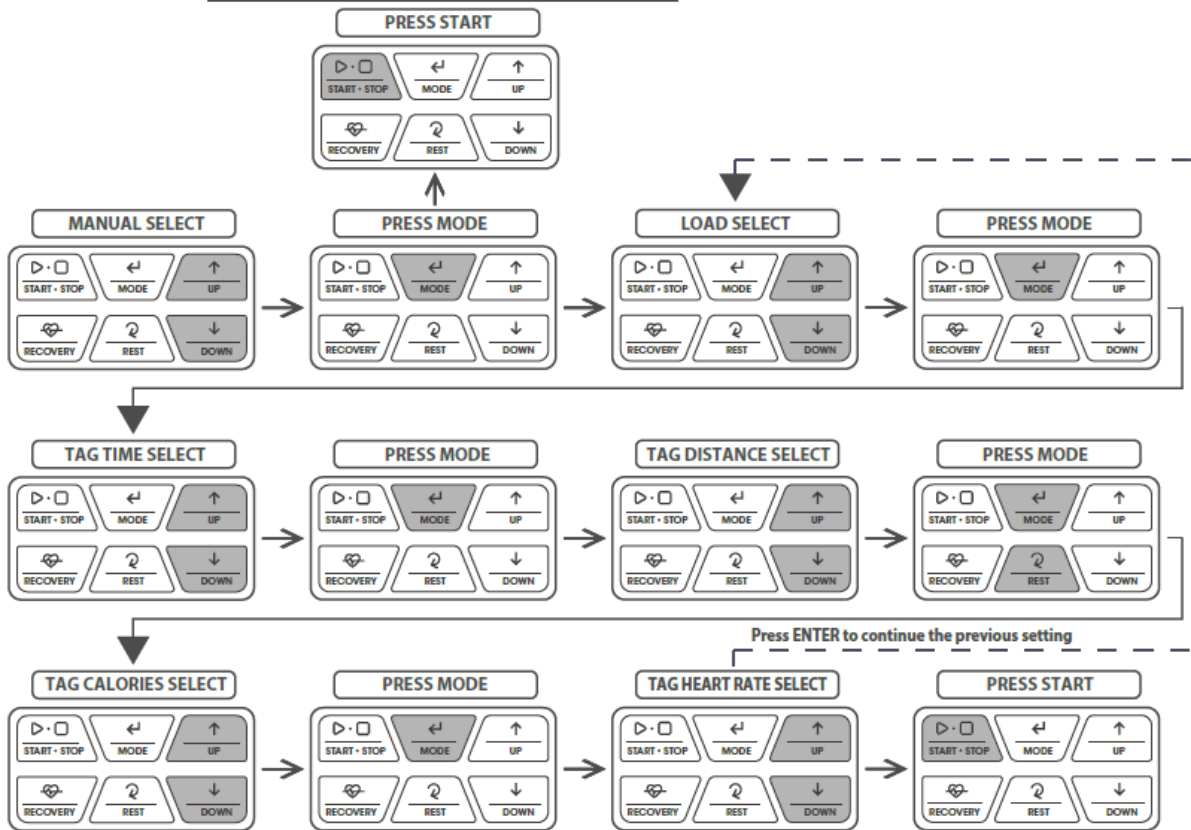 PRESS START
START • STOP MODE UP
RECOVERY REST DOWN
MANUAL SELECT PRESS MODE LOAD SELECT PRESS MODE
START • STOP MODE UP START • STOP MODE UP START • STOP MODE UP START • STOP MODE UP
RECOVERY REST DOWN RECOVERY REST DOWN RECOVERY REST DOWN RECOVERY REST DOWN
TAG TIME SELECT PRESS MODE TAG DISTANCE SELECT PRESS MODE
START • STOP MODE UP START • STOP MODE UP START • STOP MODE UP START • STOP MODE UP
RECOVERY REST DOWN RECOVERY REST DOWN RECOVERY REST DOWN RECOVERY REST DOWN
Press ENTER to continue the previous setting
TAG CALORIES SELECT PRESS MODE TAG HEART RATE SELECT PRESS START
START • STOP MODE UP START • STOP MODE UP START • STOP MODE UP START • STOP MODE UP
RECOVERY REST DOWN RECOVERY REST DOWN RECOVERY REST DOWN RECOVERY REST DOWN